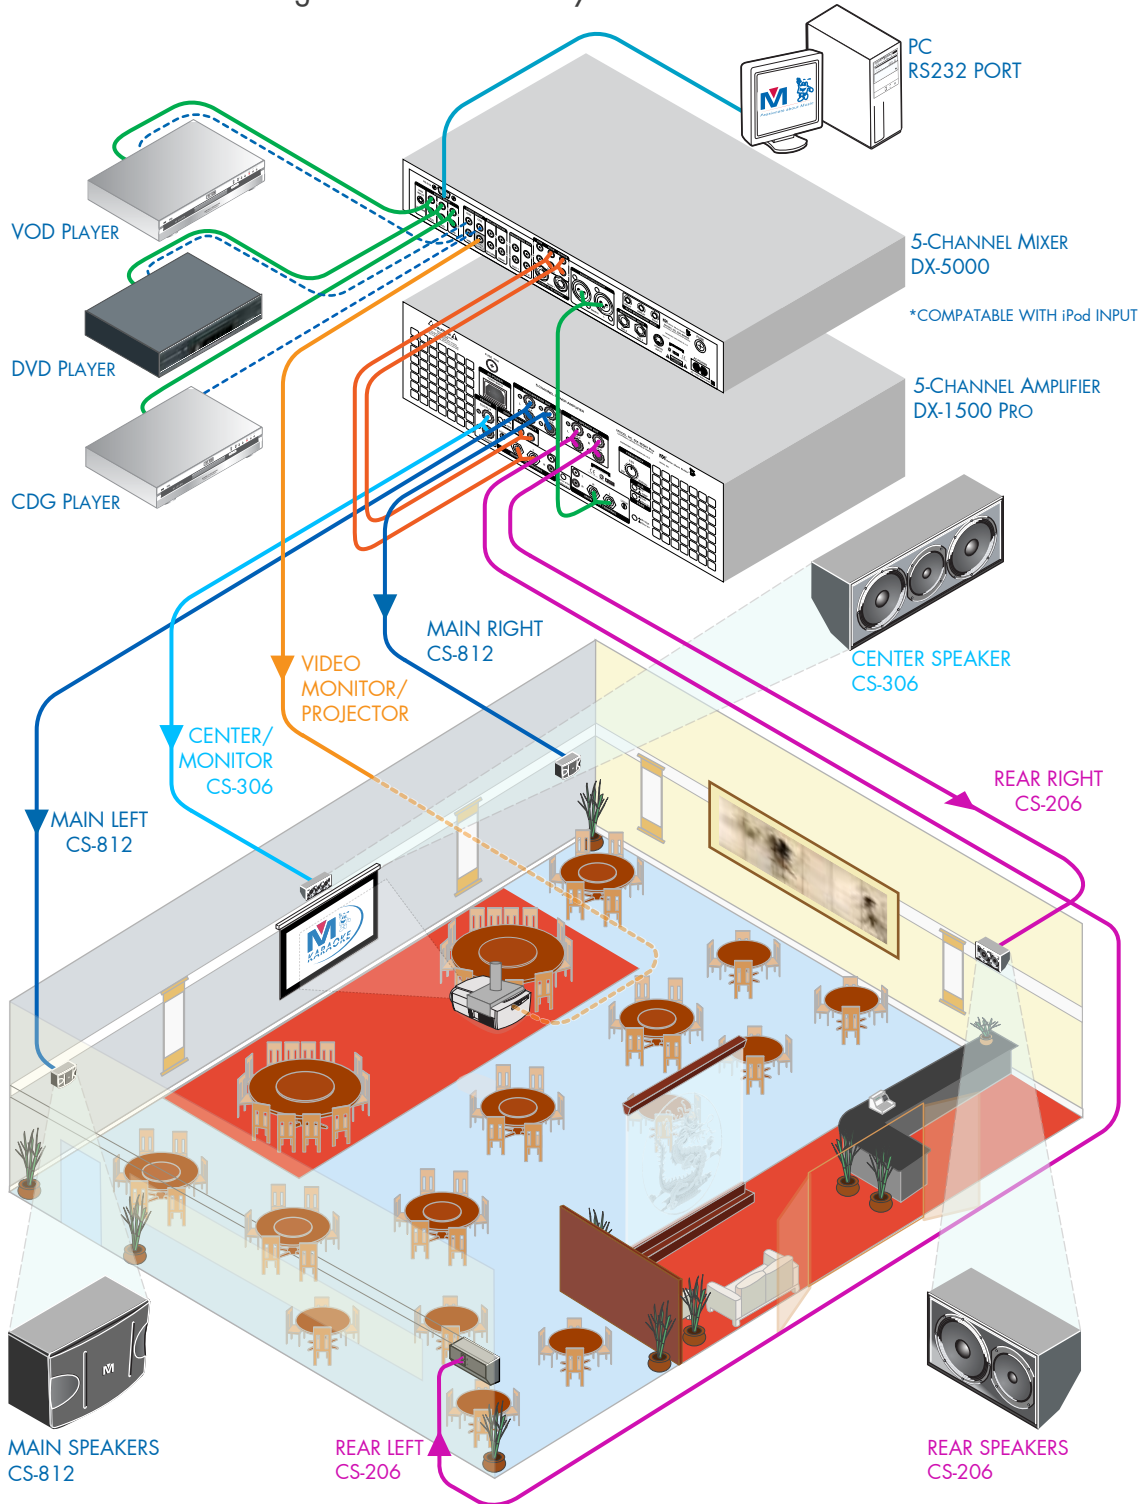 PC
RS232 PORT
VOD PLAYER
5-CHANNEL MIXER
DX-5000
*COMPATABLE WITH iPod INPUT
DVD PLAYER
5-CHANNEL AMPLIFIER
DX-1500 PRO
CDG PLAYER
MAIN RIGHT
CS-812
CENTER SPEAKER
CS-306
VIDEO
MONITOR/
PROJECTOR
CENTER/
MONITOR
CS-306
REAR RIGHT
CS-206
MAIN LEFT
CS-812
M
KARAOKE
MAIN SPEAKERS
CS-812
REAR LEFT
CS-206
REAR SPEAKERS
CS-206